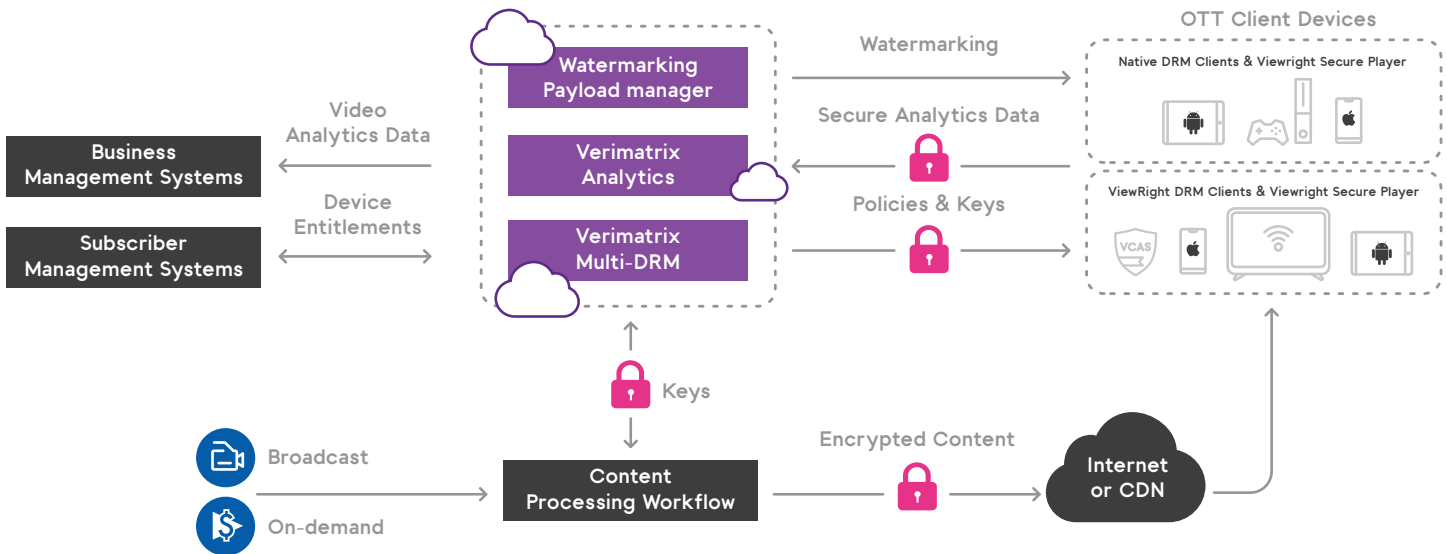 OTT Client Devices
Watermarking
Native DRM Clients & Viewright Secure Player
Watermarking
Payload manager
Video
Analytics Data
Secure Analytics Data
Business
Management Systems
Verimatrix
Analytics
ViewRight DRM Clients & Viewright Secure Player
Device
Entitlements
Policies & Keys
Subscriber
Management Systems
Verimatrix
Multi-DRM
VCAS
Keys
Broadcast
On-demand
Content
Processing Workflow
Encrypted Content
Internet
or CDN